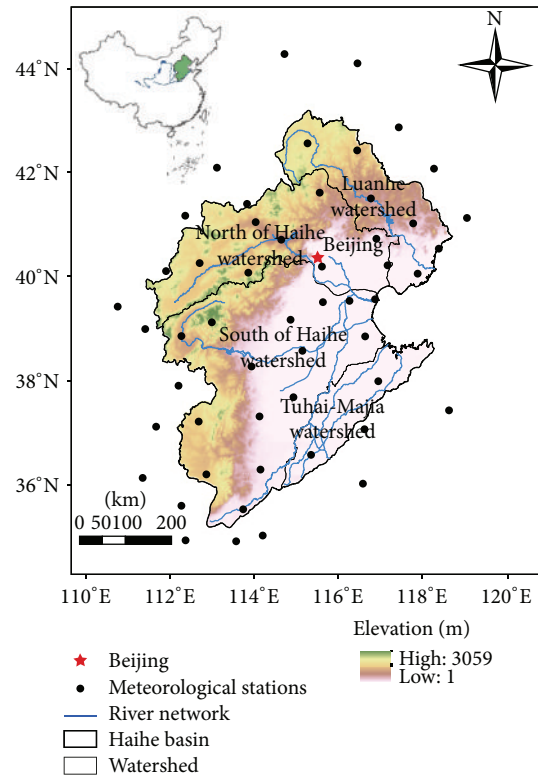 N
44°N
42°N
40°N
38°N
36°N
Luanhe
watershed
North of Haihe
watershed
Beijing
South of Haihe
watershed
Tuhai-Majia
watershed
(km)
0 50100 200
110°E 112°E 114°E 116°E 118°E 120°E
Elevation (m)
High: 3059
Low: 1
Beijing
Meteorological stations
River network
Haihe basin
Watershed